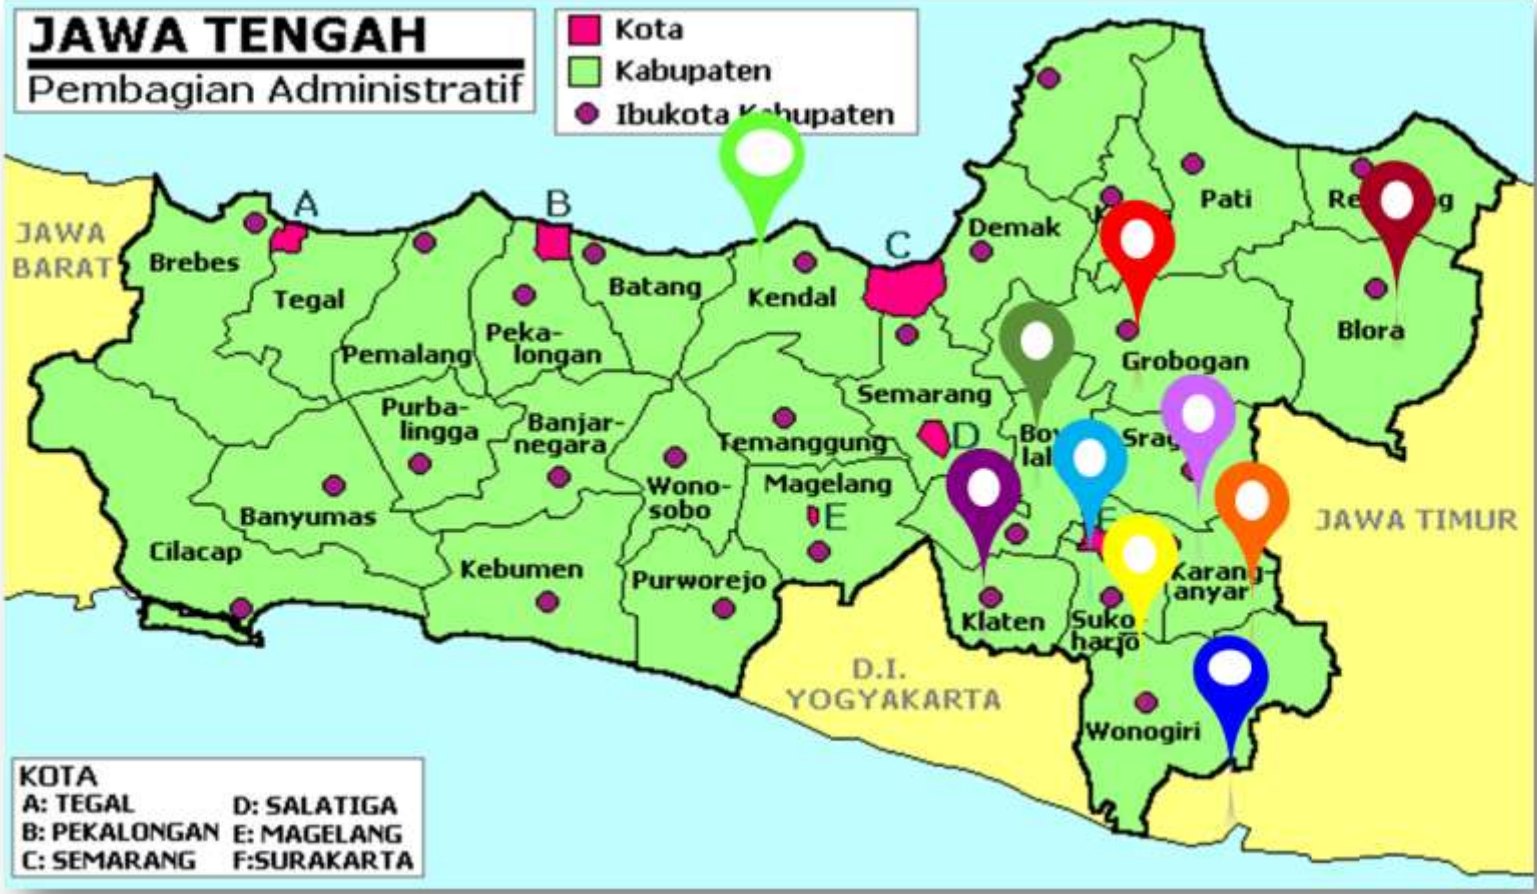 JAWA TENGAH
Pembagian Administratif
Kota
Kabupaten
Ibukota Kabupaten
A
B
C
JAWA
BARAT
Brebes
Tegal
Pemalang
Peka-
longan
Batang
Kendal
Demak
Pati
Blora
Grobogan
Semarang
D
Purba-
lingga
Banjar-
negara
Temanggung
Wono-
sobo
Magelang
E
Banyumas
Cilacap
Kebumen
Purworejo
Klaten
Suko
harjo
Karang-
anyar
Wonogiri
JAWA TIMUR
D.I.
YOGYAKARTA
KOTA
A: TEGAL
B: PEKALONGAN
C: SEMARANG
D: SALATIGA
E: MAGELANG
F:SURAKARTA